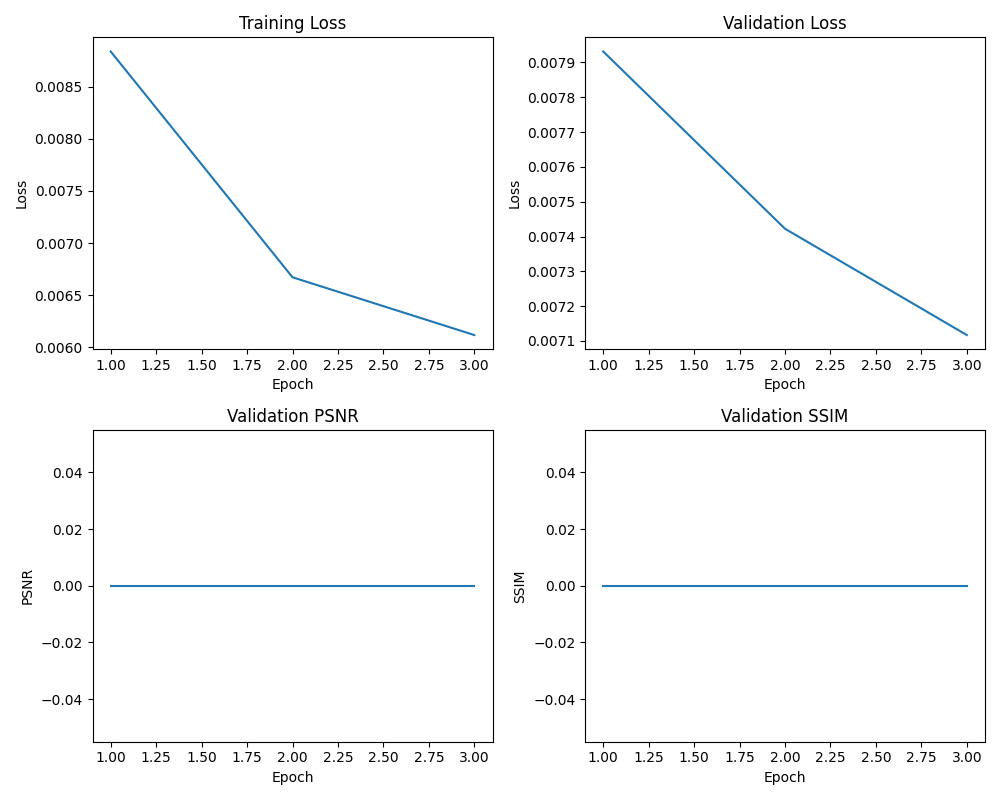 Training Loss
Loss
0.0085
0.0080
0.0075
0.0070
0.0065
0.0060
1.00 1.25 1.50 1.75 2.00 2.25 2.50 2.75 3.00
Epoch
Validation Loss
Loss
0.0079
0.0078
0.0077
0.0076
0.0075
0.0074
0.0073
0.0072
0.0071
1.00 1.25 1.50 1.75 2.00 2.25 2.50 2.75 3.00
Epoch
Validation PSNR
PSNR
0.04
0.02
0.00
−0.02
−0.04
1.00 1.25 1.50 1.75 2.00 2.25 2.50 2.75 3.00
Epoch
Validation SSIM
SSIM
0.04
0.02
0.00
−0.02
−0.04
1.00 1.25 1.50 1.75 2.00 2.25 2.50 2.75 3.00
Epoch